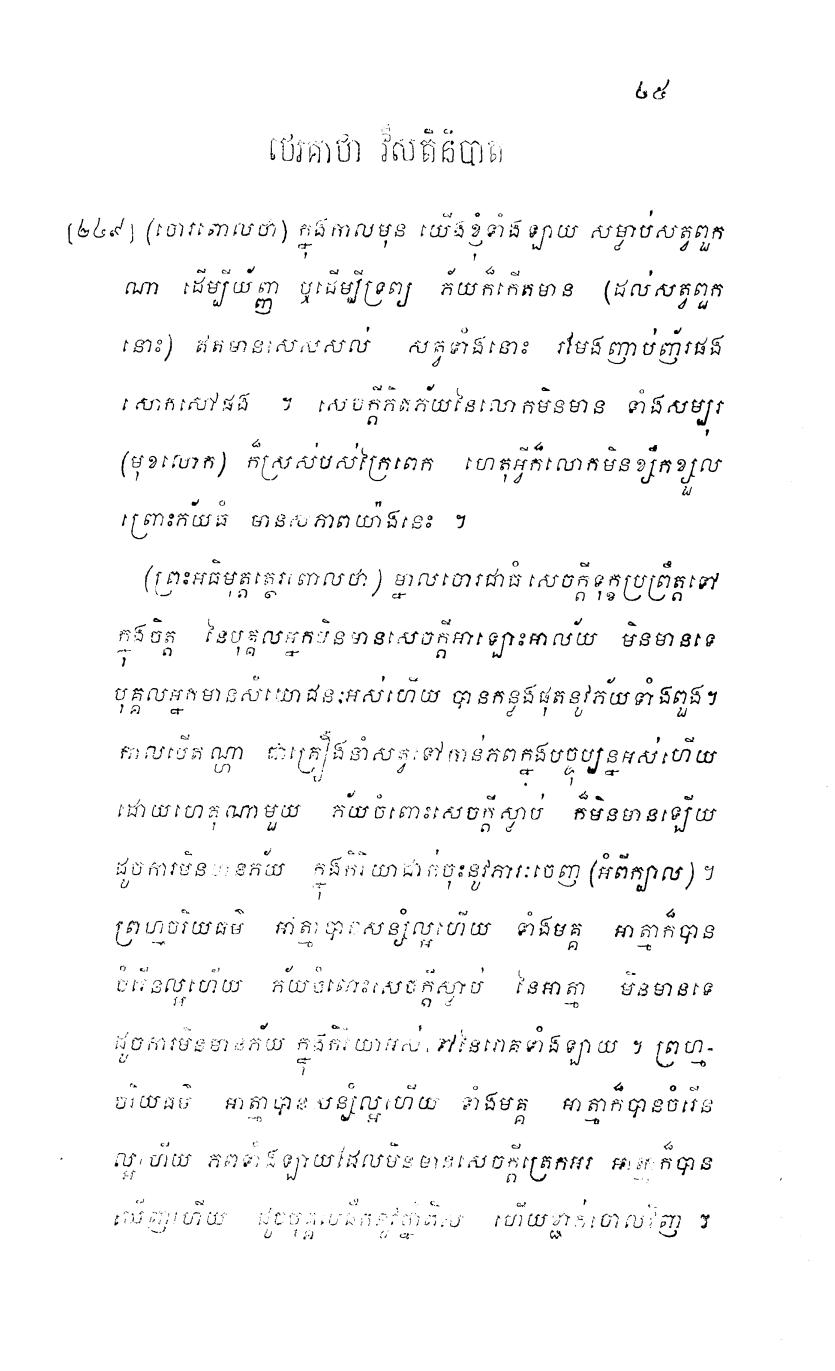 ៤៥
ថេរគាថា វីសតិនិបាត
[៤៤៩] (ចោរពោលថា) ក្នុងកាលមុន យើងខ្ញុំទាំងឡាយ សម្លាប់សត្វពួក
ណា ដើម្បីយ័ញ្ញ ឬដើម្បីទ្រព្យ ភ័យក៏កើតមាន (ដល់សត្វពួក
នោះ) ឥតមានសេសសល់ សត្វទាំងនោះ រមែងញាប់ញ័រផង
សោកសៅផង ។ សេចក្តីភិតភ័យនៃលោកមិនមាន ទាំងសម្បុរ
(មុខលោក) ក៏ស្រស់បស់ក្រៃពេក ហេតុអ្វីក៏លោកមិនខ្សឹកខ្សួល
ព្រោះភ័យធំ មានសភាពយ៉ាងនេះ ។
(ព្រះអធិមុត្តត្ថេរពោលថា) ម្នាលចោរជាធំ សេចក្តីទុក្ខប្រព្រឹត្តទៅ
ក្នុងចិត្ត នៃបុគ្គលអ្នកមិនមានសេចក្តីអាឡោះអាល័យ មិនមានទេ
បុគ្គលអ្នកមានសំយោជនៈអស់ហើយ បានកន្លងផុតនូវភ័យទាំងពួង។
កាលបើតណ្ហា ជាគ្រឿងនាំសត្វទៅកាន់ភពក្នុងបច្ចុប្បន្នអស់ហើយ
ដោយហេតុណាមួយ ភ័យចំពោះសេចក្តីស្លាប់ ក៏មិនមានឡើយ
ដូចការមិនមានភ័យ ក្នុងកិរិយាដាក់ចុះនូវភារៈចេញ (អំពីក្បាល) ។
ព្រហ្មចរិយធម៌ អាត្មាបានសន្សំល្អហើយ ទាំងមគ្គ អាត្មាក៏បាន
ចំរើនល្អហើយ ភ័យចំពោះសេចក្តីស្លាប់ នៃអាត្មា មិនមានទេ
ដូចការមិនមានភ័យ ក្នុងកិរិយាអស់ទៅនៃរោគទាំងឡាយ ។ ព្រហ្ម-
ចរិយធម៌ អាត្មាបានសន្សំល្អហើយ ទាំងមគ្គ អាត្មាក៏បានចំរើន
ល្អហើយ ភពទាំងឡាយដែលមិនមានសេចក្តីត្រេកអរ អាត្មាក៏បាន
ឃើញហើយ ដូចបុគ្គលផឹកនូវថ្នាំពិស ហើយខ្ជាក់ចោលវិញ ។